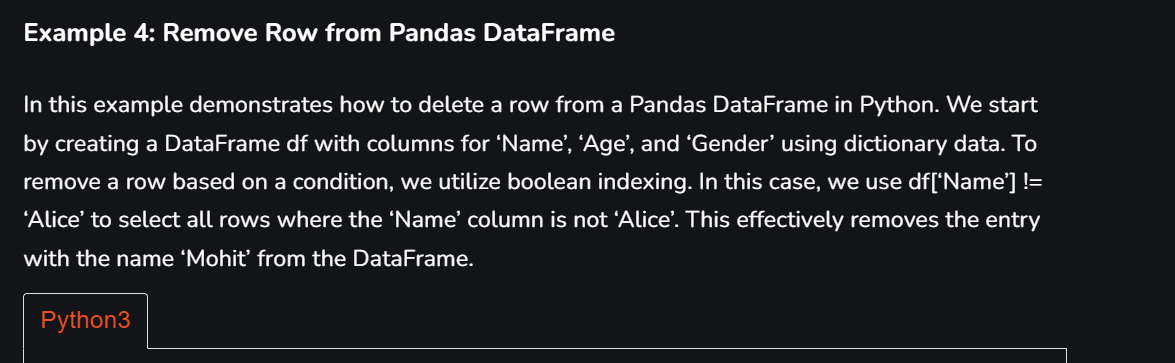 Example 4: Remove Row from Pandas DataFrame
In this example demonstrates how to delete a row from a Pandas DataFrame in Python. We start
by creating a DataFrame df with columns for ‘Name’, ‘Age’, and ‘Gender’ using dictionary data. To
remove a row based on a condition, we utilize boolean indexing. In this case, we use df[‘Name’] !=
‘Alice’ to select all rows where the ‘Name’ column is not ‘Alice’. This effectively removes the entry
with the name ‘Mohit’ from the DataFrame.
Python3